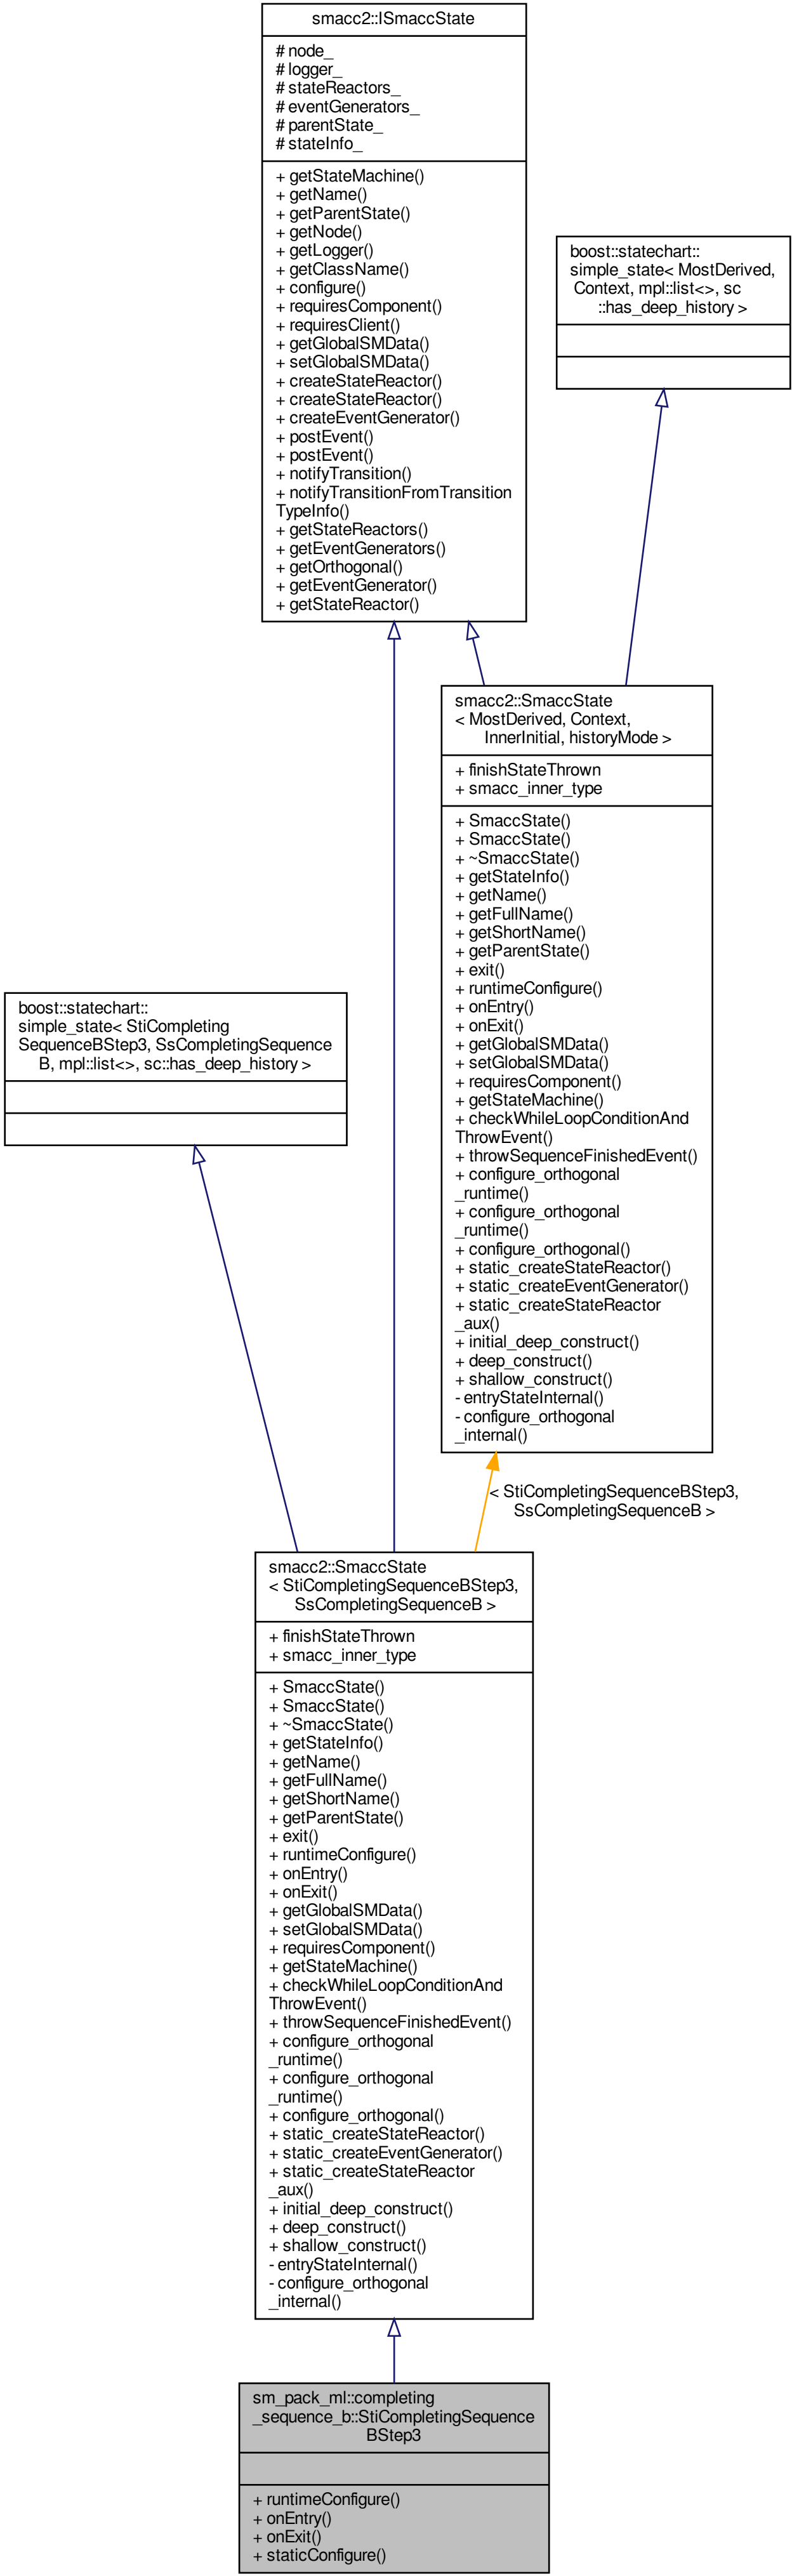 smacc2::ISmaccState
# node_
# logger_
# stateReactors_
# eventGenerators_
# parentState_
# stateInfo_
+ getStateMachine()
+ getName()
+ getParentState()
+ getNode()
+ getLogger()
+ getClassName()
+ configure()
+ requiresComponent()
+ requiresClient()
+ getGlobalSMData()
+ setGlobalSMData()
+ createStateReactor()
+ createStateReactor()
+ createEventGenerator()
+ postEvent()
+ postEvent()
+ notifyTransition()
+ notifyTransitionFromTransition
TypeInfo()
+ getStateReactors()
+ getEventGenerators()
+ getOrthogonal()
+ getEventGenerator()
+ getStateReactor()
boost::statechart::
simple_state< MostDerived,
Context, mpl::list<>, sc
::has_deep_history >
smacc2::SmaccState
< MostDerived, Context,
InnerInitial, historyMode >
+ finishStateThrown
+ smacc_inner_type
+ SmaccState()
+ SmaccState()
+ ~SmaccState()
+ getStateInfo()
+ getName()
+ getFullName()
+ getShortName()
+ getParentState()
+ exit()
+ runtimeConfigure()
+ onEntry()
+ onExit()
+ getGlobalSMData()
+ setGlobalSMData()
+ requiresComponent()
+ getStateMachine()
+ checkWhileLoopConditionAnd
ThrowEvent()
+ throwSequenceFinishedEvent()
+ configure_orthogonal
_runtime()
+ configure_orthogonal
_runtime()
+ configure_orthogonal()
+ static_createStateReactor()
+ static_createEventGenerator()
+ static_createStateReactor
_aux()
+ initial_deep_construct()
+ deep_construct()
+ shallow_construct()
- entryStateInternal()
- configure_orthogonal
_internal()
boost::statechart::
simple_state< StiCompleting
SequenceBStep3, SsCompletingSequence
B, mpl::list<>, sc::has_deep_history >
< StiCompletingSequenceBStep3,
SsCompletingSequenceB >
smacc2::SmaccState
< StiCompletingSequenceBStep3,
SsCompletingSequenceB >
+ finishStateThrown
+ smacc_inner_type
+ SmaccState()
+ SmaccState()
+ ~SmaccState()
+ getStateInfo()
+ getName()
+ getFullName()
+ getShortName()
+ getParentState()
+ exit()
+ runtimeConfigure()
+ onEntry()
+ onExit()
+ getGlobalSMData()
+ setGlobalSMData()
+ requiresComponent()
+ getStateMachine()
+ checkWhileLoopConditionAnd
ThrowEvent()
+ throwSequenceFinishedEvent()
+ configure_orthogonal
_runtime()
+ configure_orthogonal
_runtime()
+ configure_orthogonal()
+ static_createStateReactor()
+ static_createEventGenerator()
+ static_createStateReactor
_aux()
+ initial_deep_construct()
+ deep_construct()
+ shallow_construct()
- entryStateInternal()
- configure_orthogonal
_internal()
sm_pack_ml::completing
_sequence_b::StiCompletingSequence
BStep3
+ runtimeConfigure()
+ onEntry()
+ onExit()
+ staticConfigure()